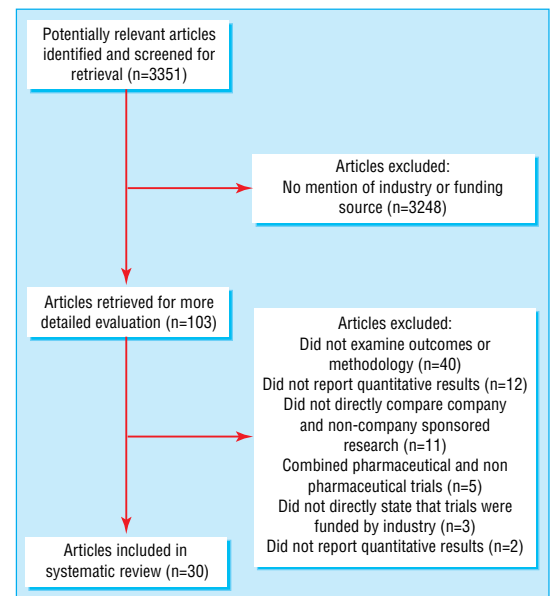 Potentially relevant articles
identified and screened for
retrieval (n=3351)
Articles excluded:
No mention of industry or funding
source (n=3248)
Articles retrieved for more
detailed evaluation (n=103)
Articles excluded:
Did not examine outcomes or
methodology (n=40)
Did not report quantitative results (n=12)
Did not directly compare company
and non-company sponsored
research (n=11)
Combined pharmaceutical and non
pharmaceutical trials (n=5)
Did not directly state that trials were
funded by industry (n=3)
Did not report quantitative results (n=2)
Articles included in
systematic review (n=30)